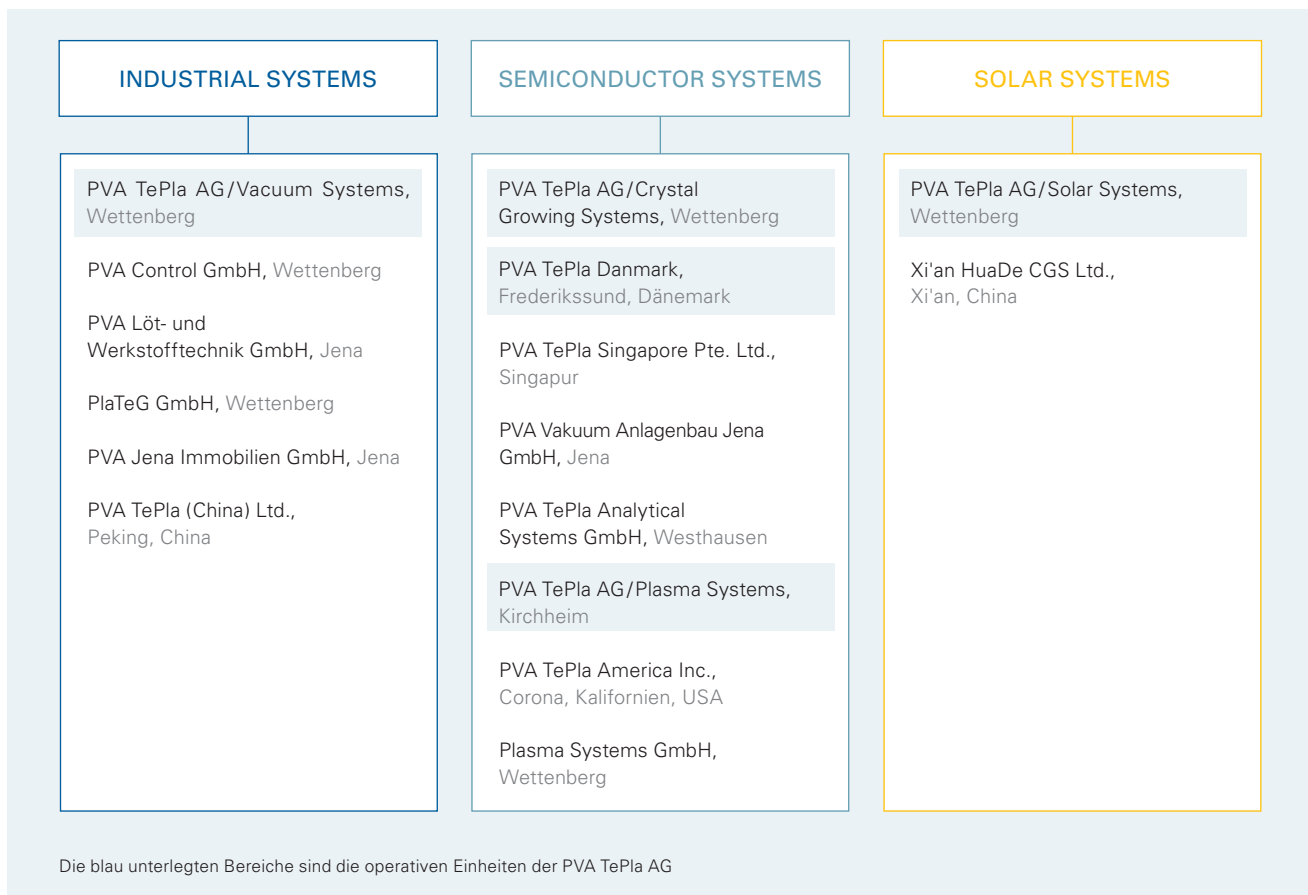 INDUSTRIAL SYSTEMS
PVA TePla AG/Vacuum Systems,
Wettenberg
PVA Control GmbH, Wettenberg
PVA Löt- und
Werkstofftechnik GmbH, Jena
PlaTeG GmbH, Wettenberg
PVA Jena Immobilien GmbH, Jena
PVA TePla (China) Ltd.,
Peking, China
SEMICONDUCTOR SYSTEMS
PVA TePla AG/Crystal
Growing Systems, Wettenberg
PVA TePla Danmark,
Frederikssund, Dänemark
PVA TePla Singapore Pte. Ltd.,
Singapur
PVA Vakuum Anlagenbau Jena
GmbH, Jena
PVA TePla Analytical
Systems GmbH, Westhausen
PVA TePla AG/Plasma Systems,
Kirchheim
PVA TePla America Inc.,
Corona, Kalifornien, USA
Plasma Systems GmbH,
Wettenberg
SOLAR SYSTEMS
PVA TePla AG/Solar Systems,
Wettenberg
Xi'an HuaDe CGS Ltd.,
Xi'an, China
Die blau unterlegten Bereiche sind die operativen Einheiten der PVA TePla AG